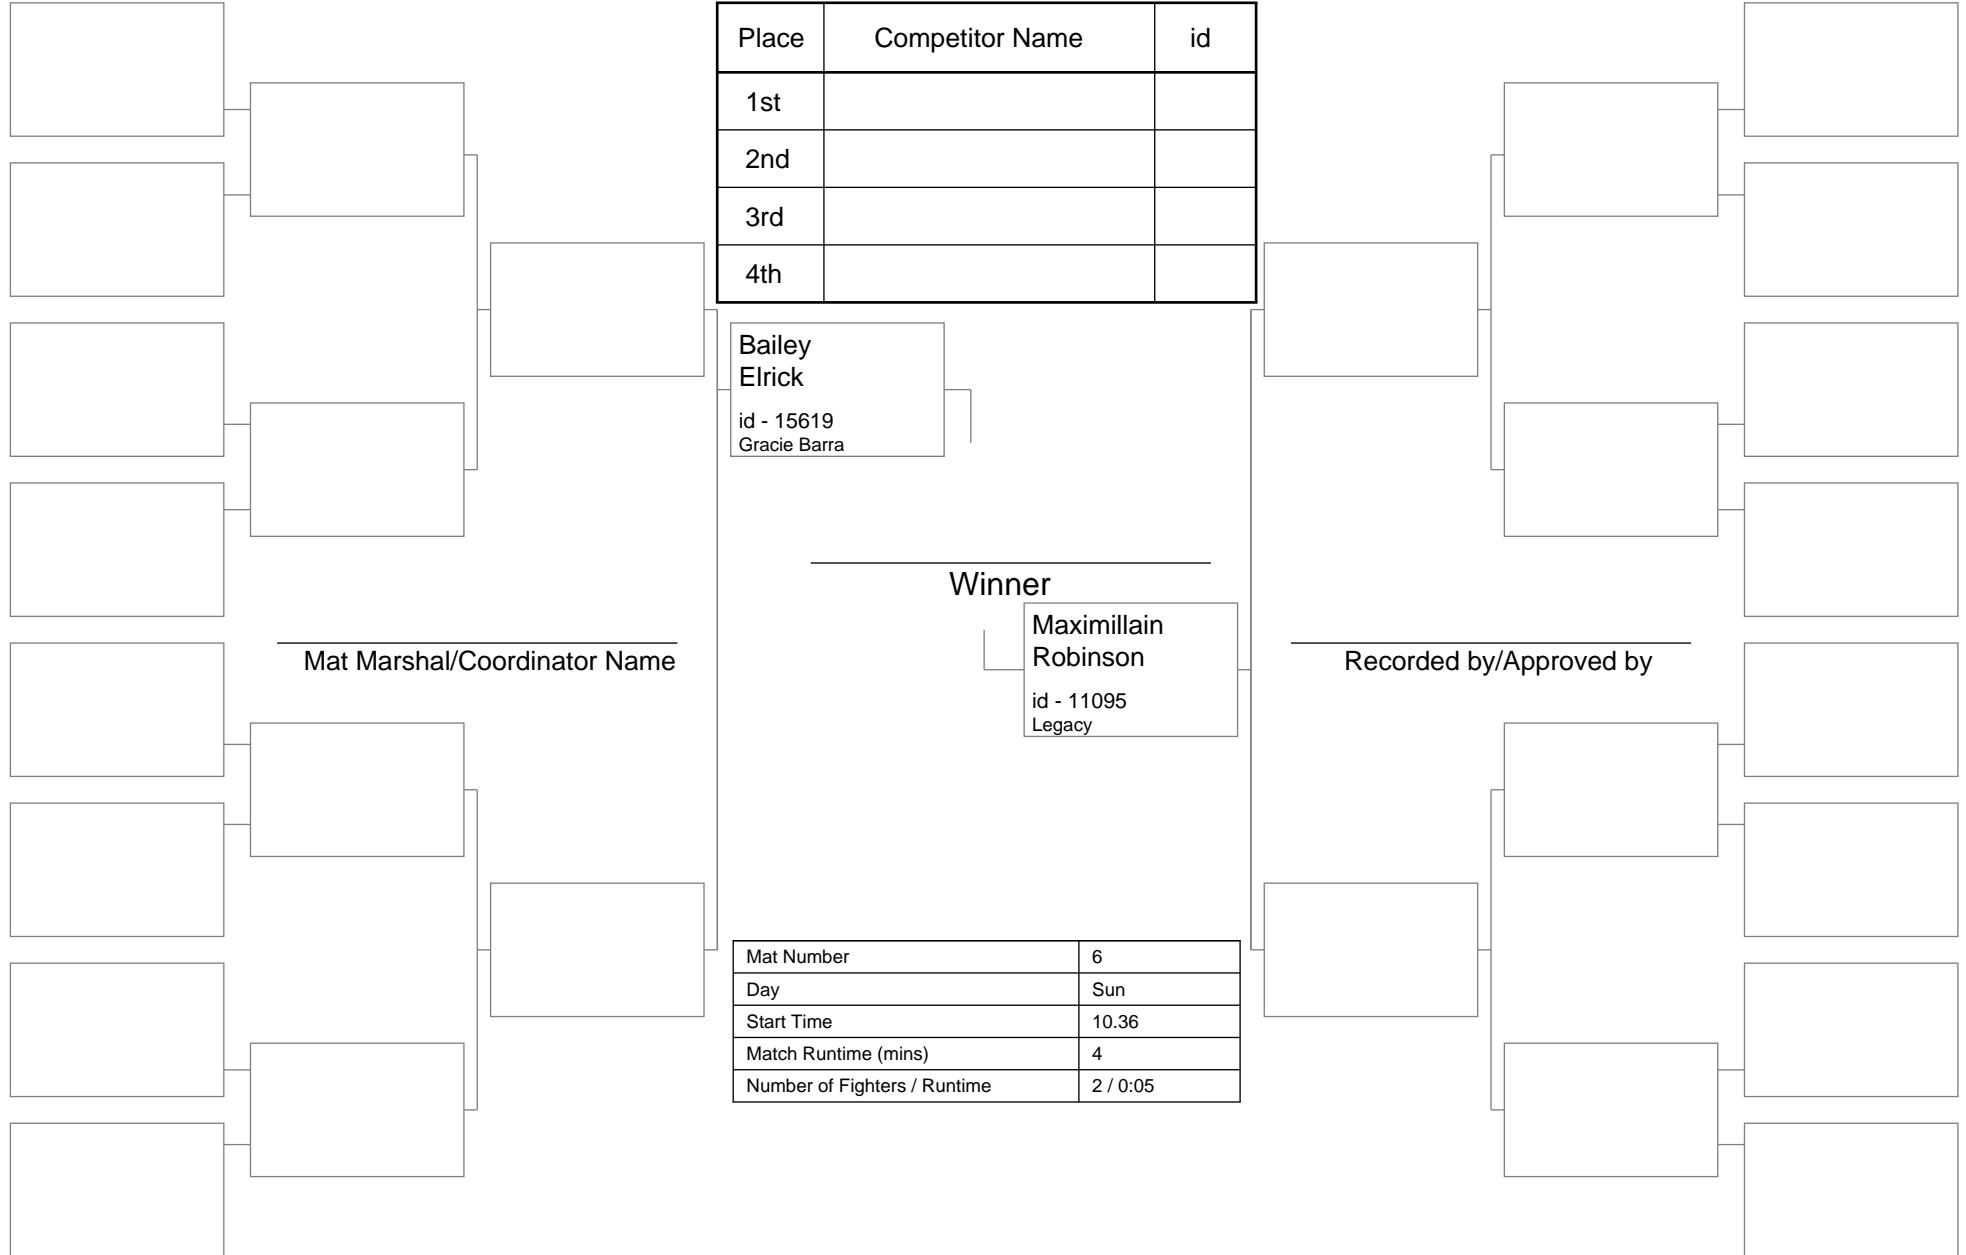 Place Competitor Name id
1st
2nd
3rd
4th
Bailey
Elrick
id - 15619
Gracie Barra
Winner
Maximillain
Robinson
id - 11095
Legacy
Mat Marshal/Coordinator Name
Recorded by/Approved by
Mat Number 6
Day Sun
Start Time 10.36
Match Runtime (mins) 4
Number of Fighters / Runtime 2 / 0:05